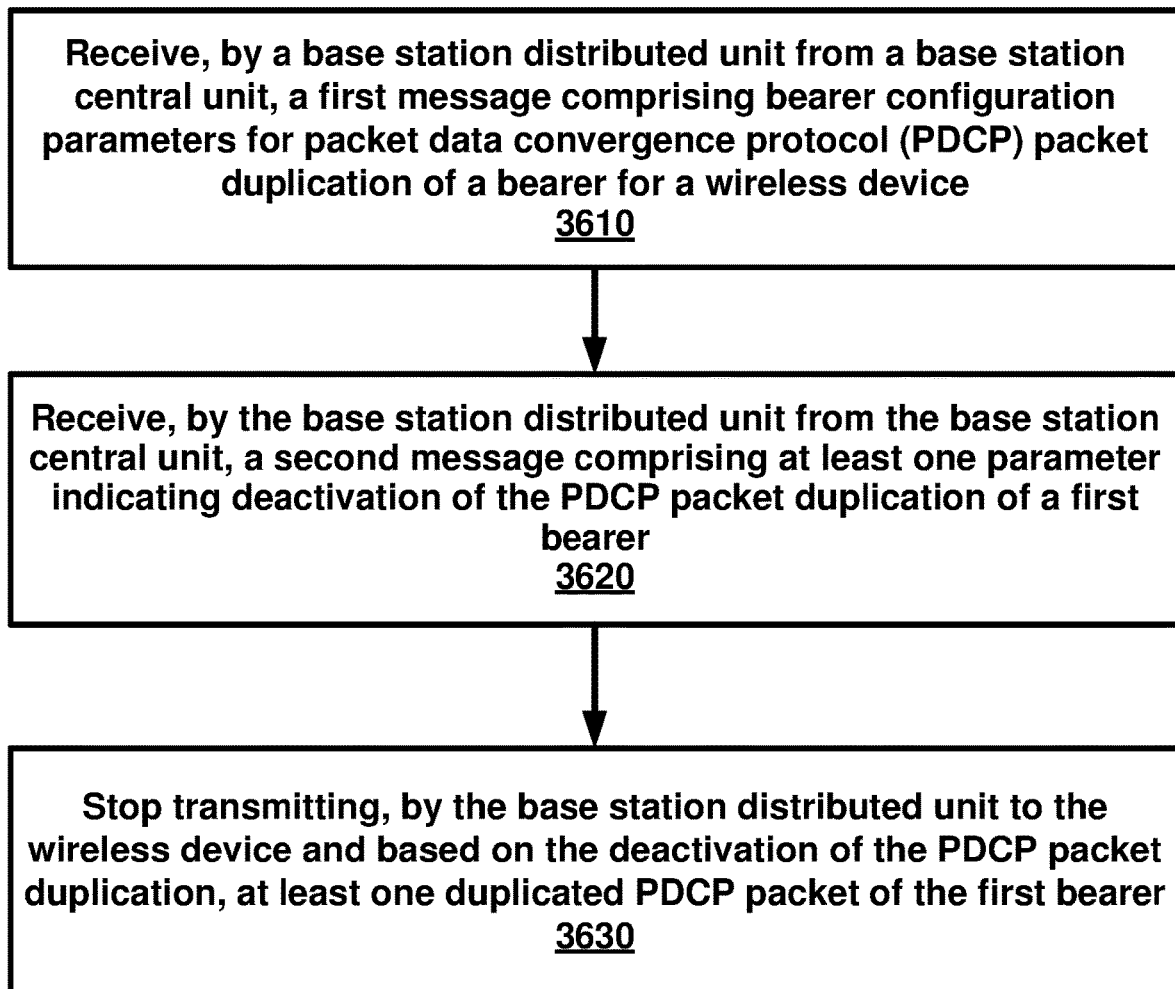 Receive, by a base station distributed unit from a base station
central unit, a first message comprising bearer configuration
parameters for packet data convergence protocol (PDCP) packet
duplication of a bearer for a wireless device
3610
Receive, by the base station distributed unit from the base station
central unit, a second message comprising at least one parameter
indicating deactivation of the PDCP packet duplication of a first
bearer
3620
Stop transmitting, by the base station distributed unit to the
wireless device and based on the deactivation of the PDCP packet
duplication, at least one duplicated PDCP packet of the first bearer
3630